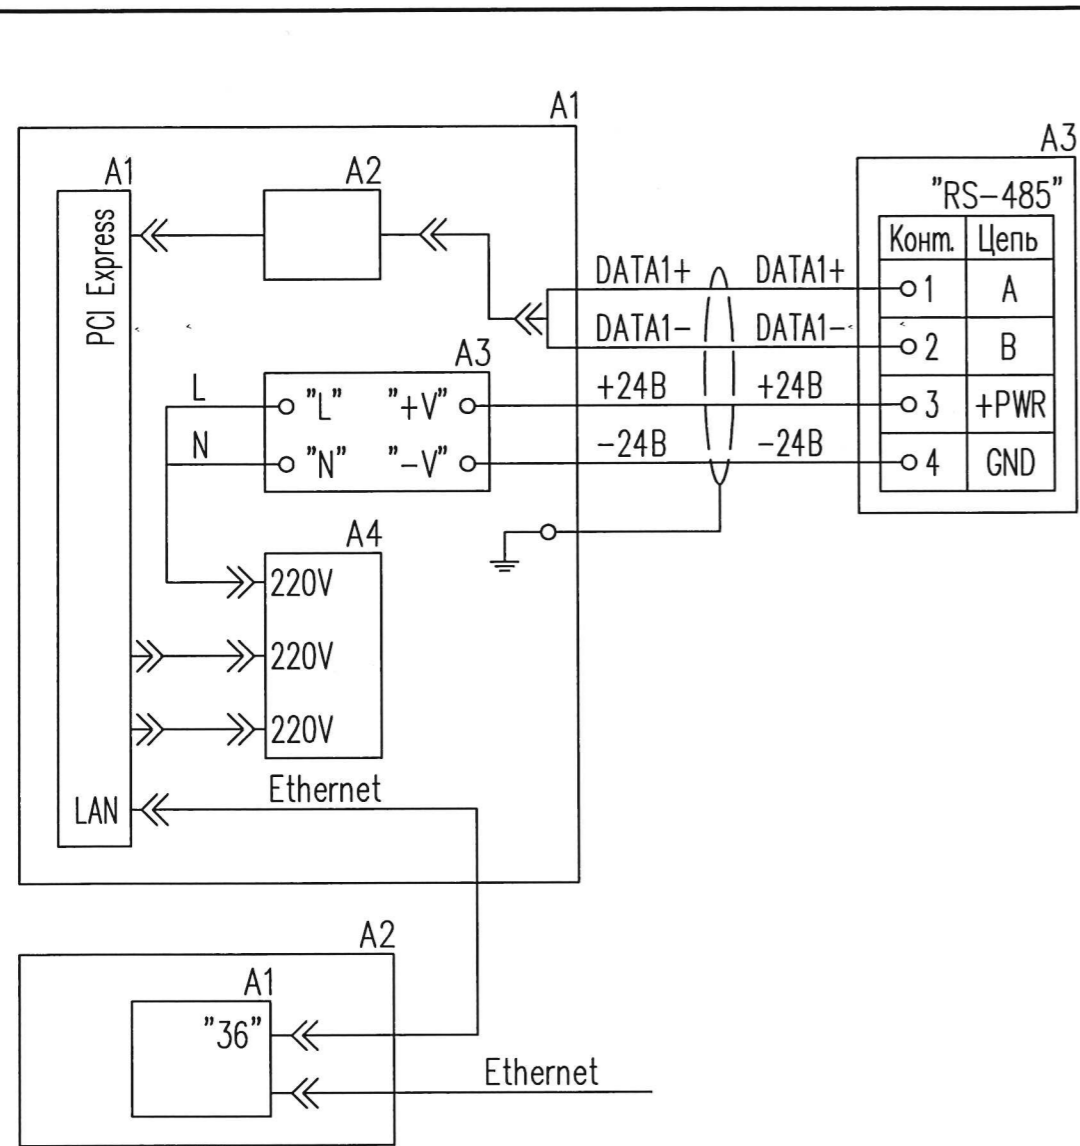 A1
A3
A1
A2
"RS-485"
PCI Express
Конт. Цепь
DATA1+ DATA1+
1 A
DATA1- DATA1-
2 B
A3
L "L" "+V" +24В +24В
3 +PWR
N "N" "-V" -24В -24В
4 GND
A4
220V
220V
220V
Ethernet
LAN
A2
A1
"36"
Ethernet